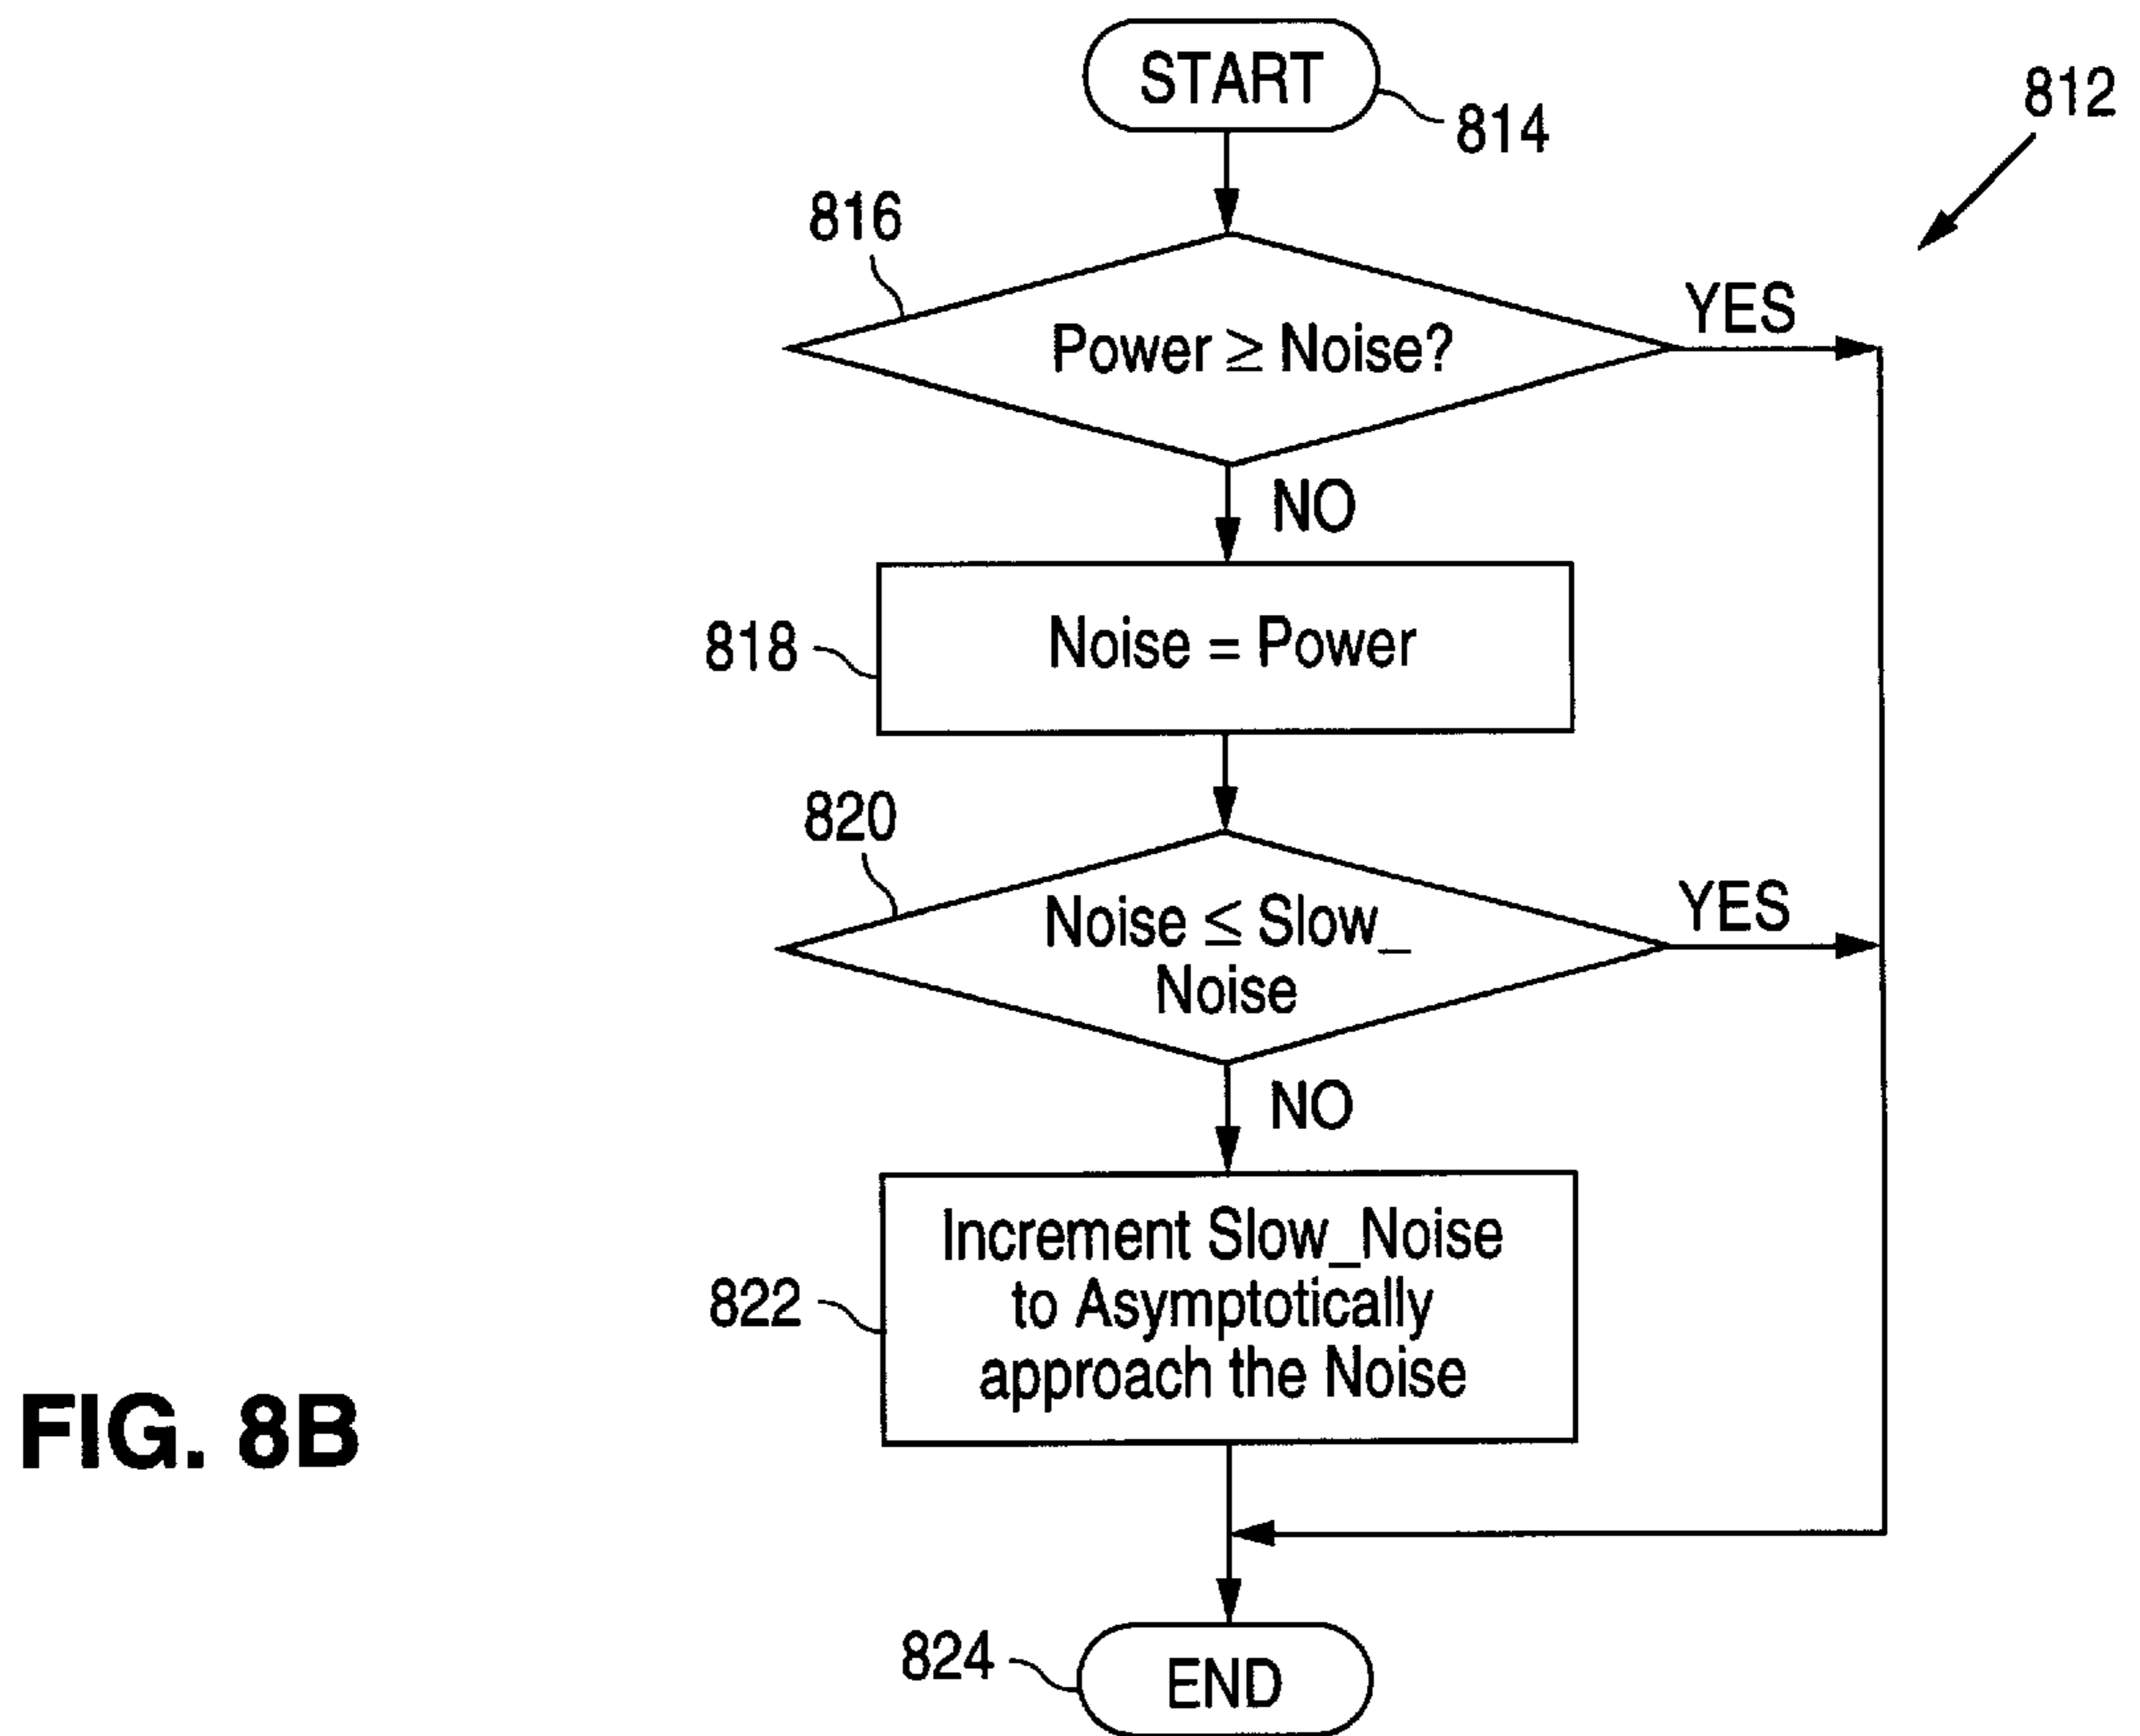 START
814
812
816
Power ≥ Noise?
YES
NO
818
Noise = Power
820
Noise ≤ Slow_
Noise
YES
NO
822
Increment Slow_Noise
to Asymptotically
approach the Noise
FIG. 8B
824
END